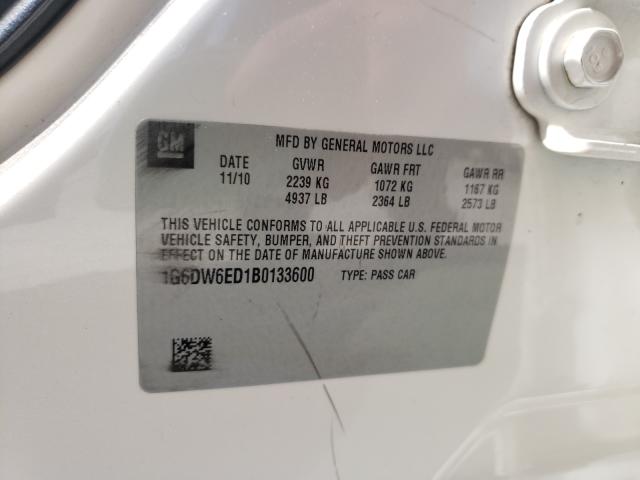 GM
MFD BY GENERAL MOTORS LLC
DATE GVWR GAWR FRT GAWR RR
11/10 2239 KG 1072 KG 1167 KG
4937 LB 2364 LB 2573 LB
THIS VEHICLE CONFORMS TO ALL APPLICABLE U.S. FEDERAL MOTOR
VEHICLE SAFETY, BUMPER, AND THEFT PREVENTION STANDARDS IN
EFFECT ON THE DATE OF MANUFACTURE SHOWN ABOVE.
1G6DW6ED1B0133600 TYPE: PASS CAR